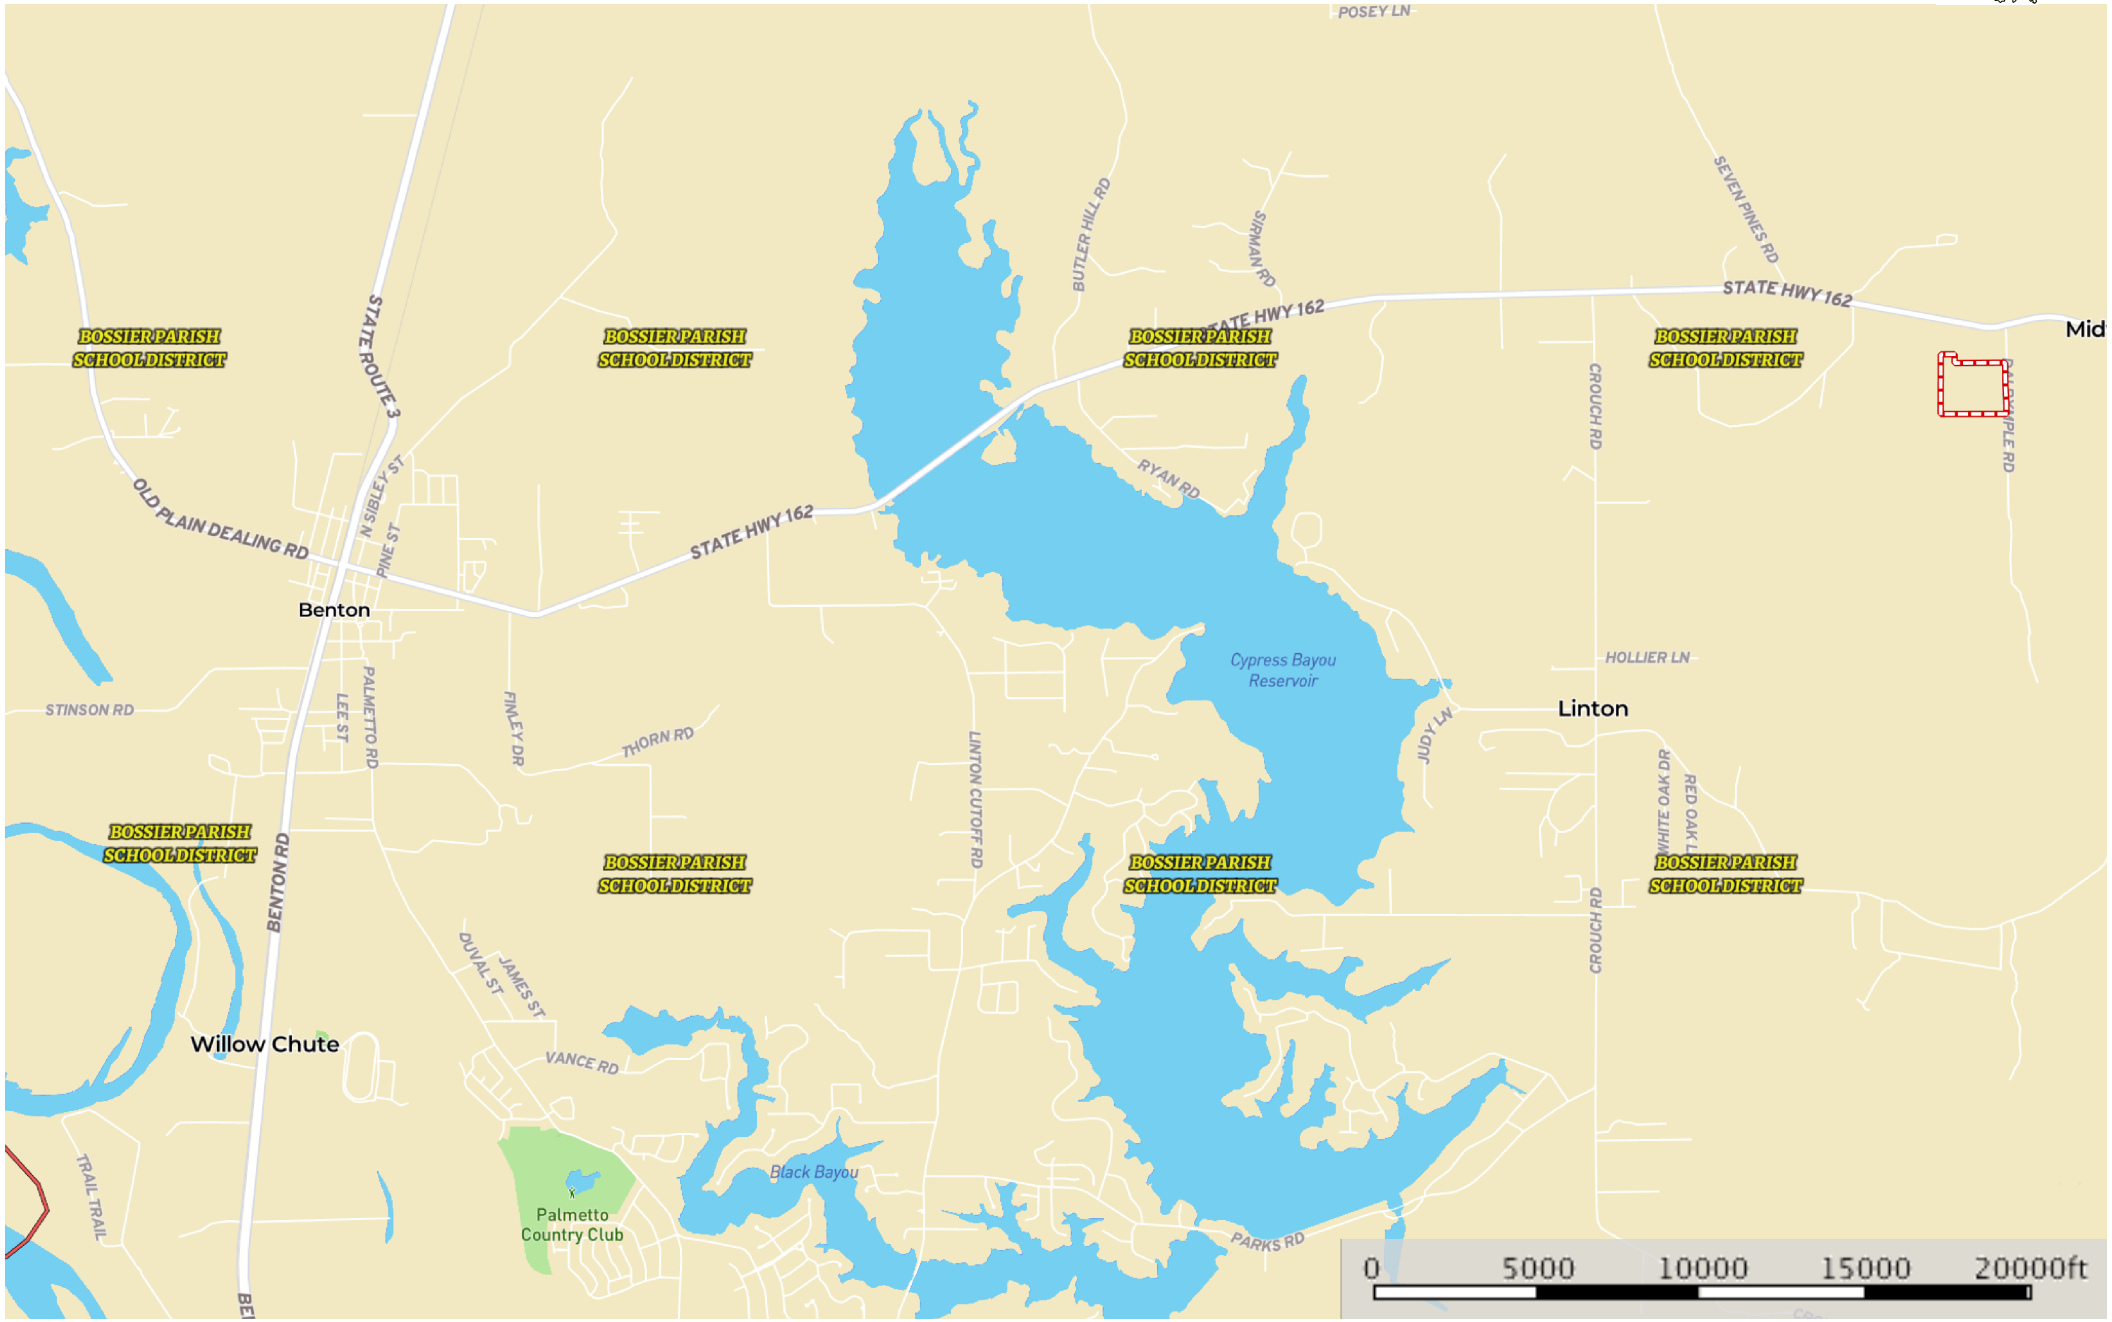 POSEY LN
BUTLER HILL RD
SIRMAN RD
SEVEN PINES RD
STATE HWY 162
STATE HWY 162
STATE ROUTE 3
BOSSIER PARISH
SCHOOL DISTRICT
BOSSIER PARISH
SCHOOL DISTRICT
BOSSIER PARISH
SCHOOL DISTRICT
BOSSIER PARISH
SCHOOL DISTRICT
CROUCH RD
RYAN RD
N SIBLEY ST
PINE ST
OLD PLAIN DEALING RD
STATE HWY 162
Benton
Cypress Bayou
Reservoir
HOLLIER LN
Linton
STINSON RD
LEE ST
PALMETTO RD
FINLEY DR
THORN RD
LINTON CUTOFF RD
JUDY LN
WHITE OAK DR
BENTON RD
BOSSIER PARISH
SCHOOL DISTRICT
BOSSIER PARISH
SCHOOL DISTRICT
BOSSIER PARISH
SCHOOL DISTRICT
BOSSIER PARISH
SCHOOL DISTRICT
CROUCH RD
DUVAL ST
JAMES ST
Willow Chute
VANCE RD
TRAIL TRAIL
Black Bayou
Palmetto
Country Club
PARKS RD
0 5000 10000 15000 20000ft